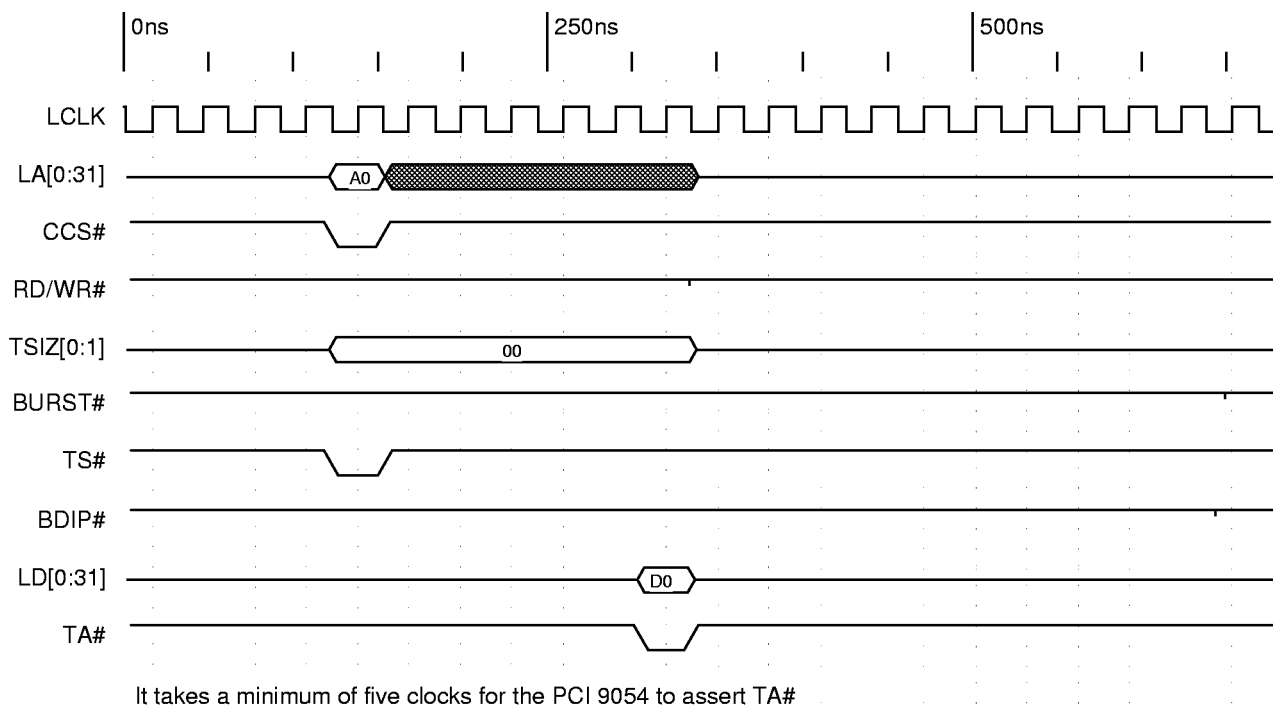 0ns 250ns 500ns
LCLK
LA[0:31] A0
CCS#
RD/WR#
TSIZ[0:1] 00
BURST#
TS#
BDIP#
LD[0:31] D0
TA#
It takes a minimum of five clocks for the PCI 9054 to assert TA#